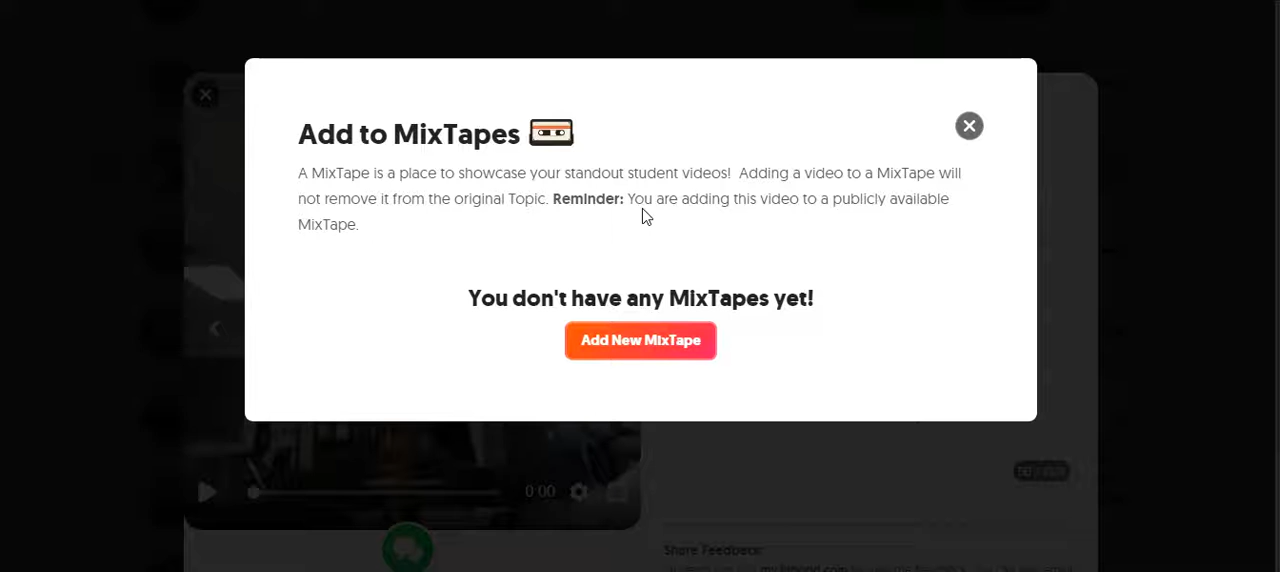 Add to MixTapes
A MixTape is a place to showcase your standout student videos! Adding a video to a MixTape will
not remove it from the original Topic. Reminder: You are adding this video to a publicly available
MixTape.
You don't have any MixTapes yet!
Add New MixTape
0:00
Share Feedback: